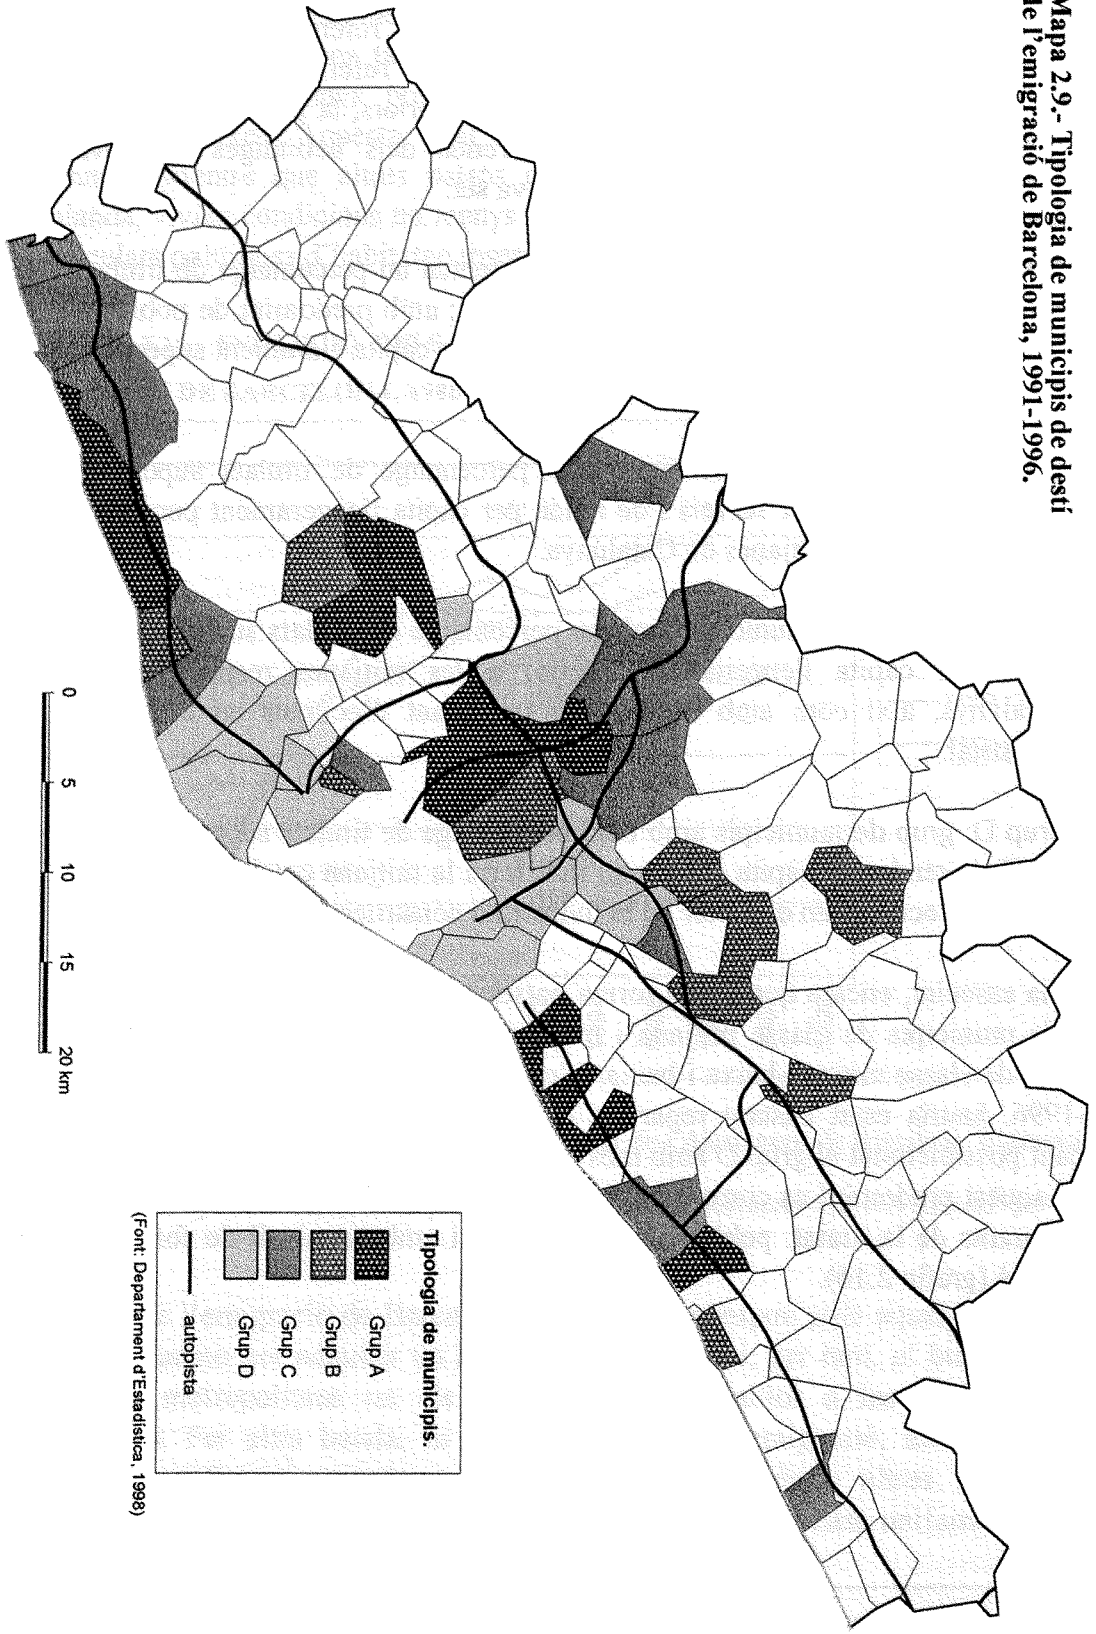 Mapa 2.9.- Tipologia de municipis de destí
de l'emigració de Barcelona, 1991-1996.
0 5 10 15 20 km
Tipologia de municipis.
Grup A
Grup B
Grup C
Grup D
autopista
(Font: Departament d'Estadística, 1998)